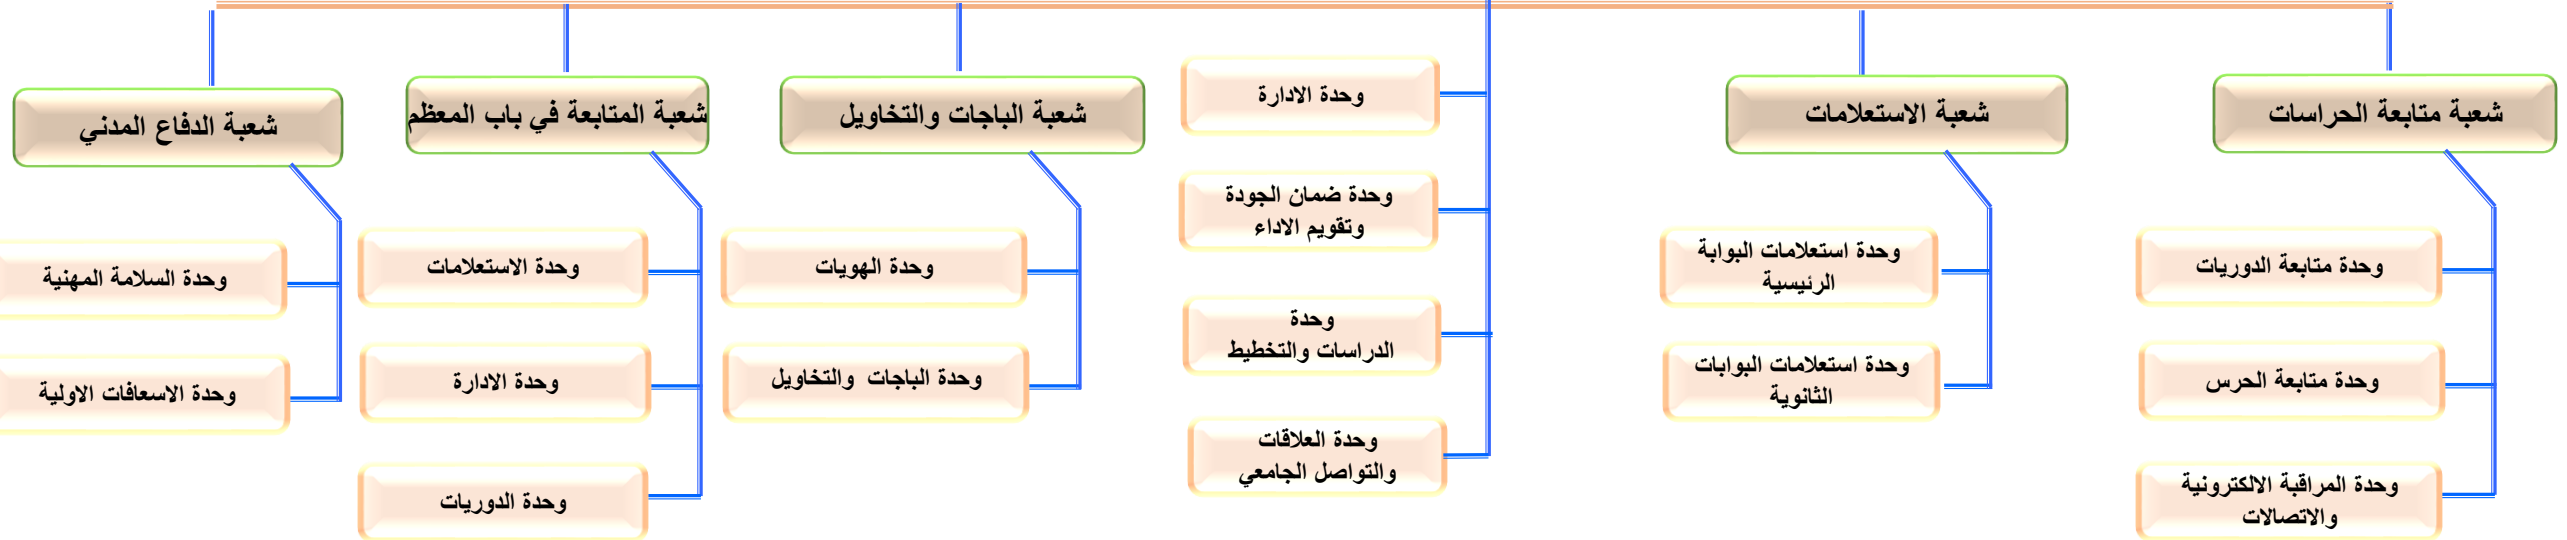 شعبة متابعة الحراسات
وحدة متابعة الدوريات
وحدة متابعة الحرس
وحدة المراقبة الالكترونية
والاتصالات
شعبة الاستعلامات
وحدة استعلامات البوابة
الرئيسية
وحدة استعلامات البوابات
الثانوية
وحدة الادارة
وحدة ضمان الجودة
وتقويم الاداء
وحدة
الدراسات والتخطيط
وحدة العلاقات
والتواصل الجامعي
شعبة الباجات والتخاويل
وحدة الهويات
وحدة الباجات والتخاويل
شعبة المتابعة في باب المعظم
وحدة الاستعلامات
وحدة الادارة
وحدة الدوريات
شعبة الدفاع المدني
وحدة السلامة المهنية
وحدة الاسعافات الاولية